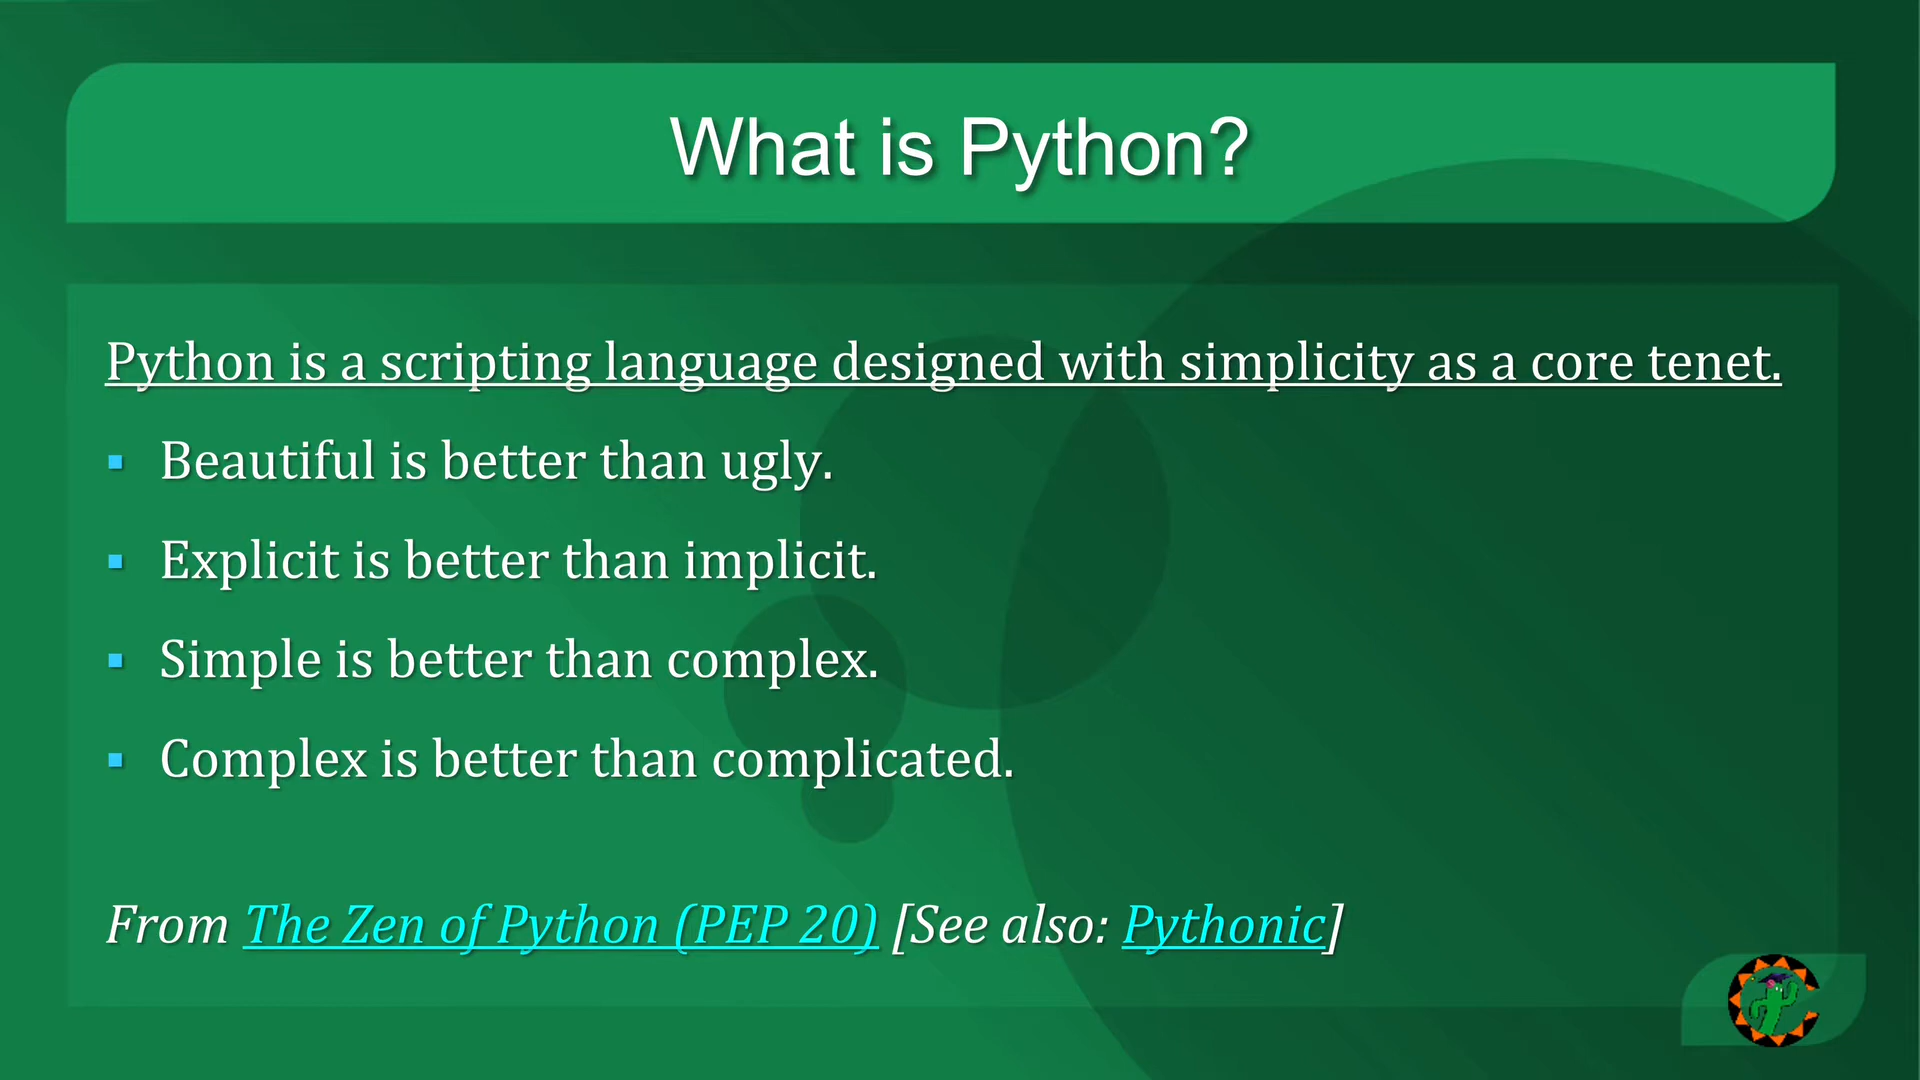 What is Python?
Python is a scripting language designed with simplicity as a core tenet.
▪ Beautiful is better than ugly.
▪ Explicit is better than implicit.
▪ Simple is better than complex.
▪ Complex is better than complicated.
From The Zen of Python (PEP 20) [See also: Pythonic]